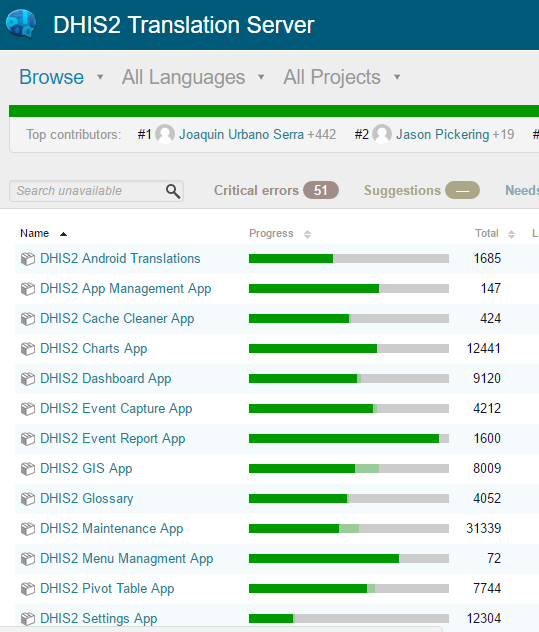 DHIS2 Translation Server
Browse All Languages All Projects
Top contributors: #1 Joaquin Urbano Serra +442 #2 Jason Pickering +19 #
Search unavailable Critical errors 51 Suggestions — Needs
Name Progress Total L
DHIS2 Android Translations 1685
DHIS2 App Management App 147
DHIS2 Cache Cleaner App 424
DHIS2 Charts App 12441
DHIS2 Dashboard App 9120
DHIS2 Event Capture App 4212
DHIS2 Event Report App 1600
DHIS2 GIS App 8009
DHIS2 Glossary 4052
DHIS2 Maintenance App 31339
DHIS2 Menu Managment App 72
DHIS2 Pivot Table App 7744
DHIS2 Settings App 12304